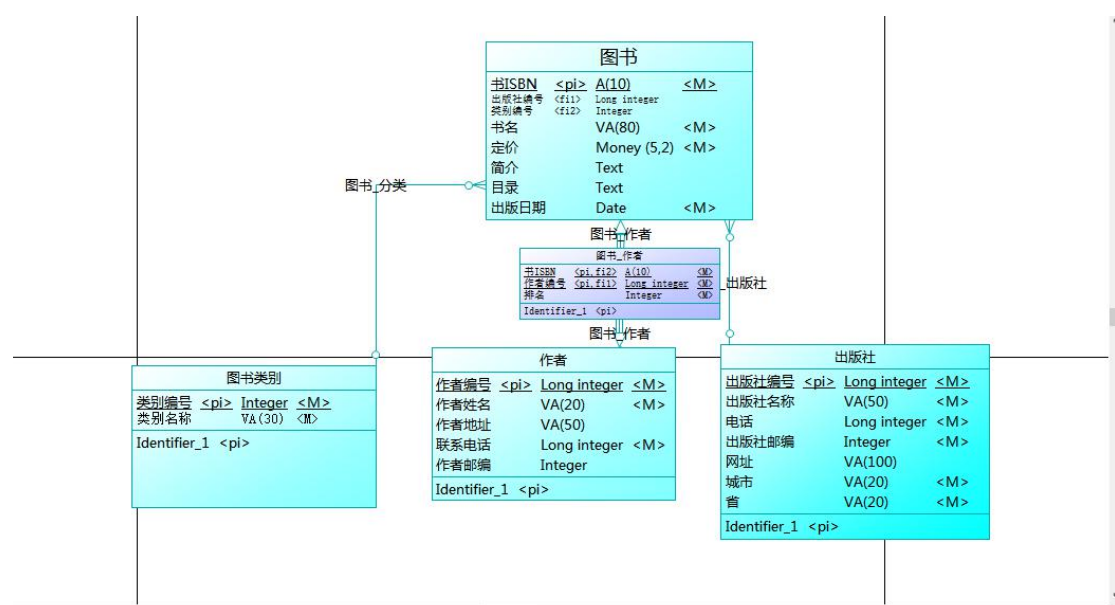 图书
书ISBN <pi> A(10) <M>
出版社编号 <fi1> Long integer
类别编号 <fi2> Integer
书名 VA(80) <M>
定价 Money (5,2) <M>
简介 Text
目录 Text
出版日期 Date <M>
图书_分类
图书_作者
图书_作者
书ISBN <pi,fi2> A(10) <M>
作者编号 <pi,fi1> Long integer <M>
排名 Integer <M>
Identifier_1 <pi>
_出版社
图书_作者
图书类别
类别编号 <pi> Integer <M>
类别名称 VA(30) <M>
Identifier_1 <pi>
作者
作者编号 <pi> Long integer <M>
作者姓名 VA(20) <M>
作者地址 VA(50)
联系电话 Long integer <M>
作者邮编 Integer
Identifier_1 <pi>
出版社
出版社编号 <pi> Long integer <M>
出版社名称 VA(50) <M>
电话 Long integer <M>
出版社邮编 Integer <M>
网址 VA(100)
城市 VA(20) <M>
省 VA(20) <M>
Identifier_1 <pi>